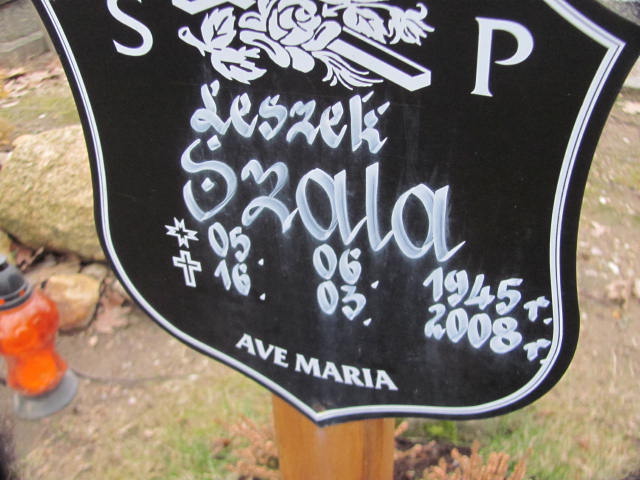 S P
Leszek
Szala
05. 06. 1945 r.
16. 03. 2008 r.
AVE MARIA